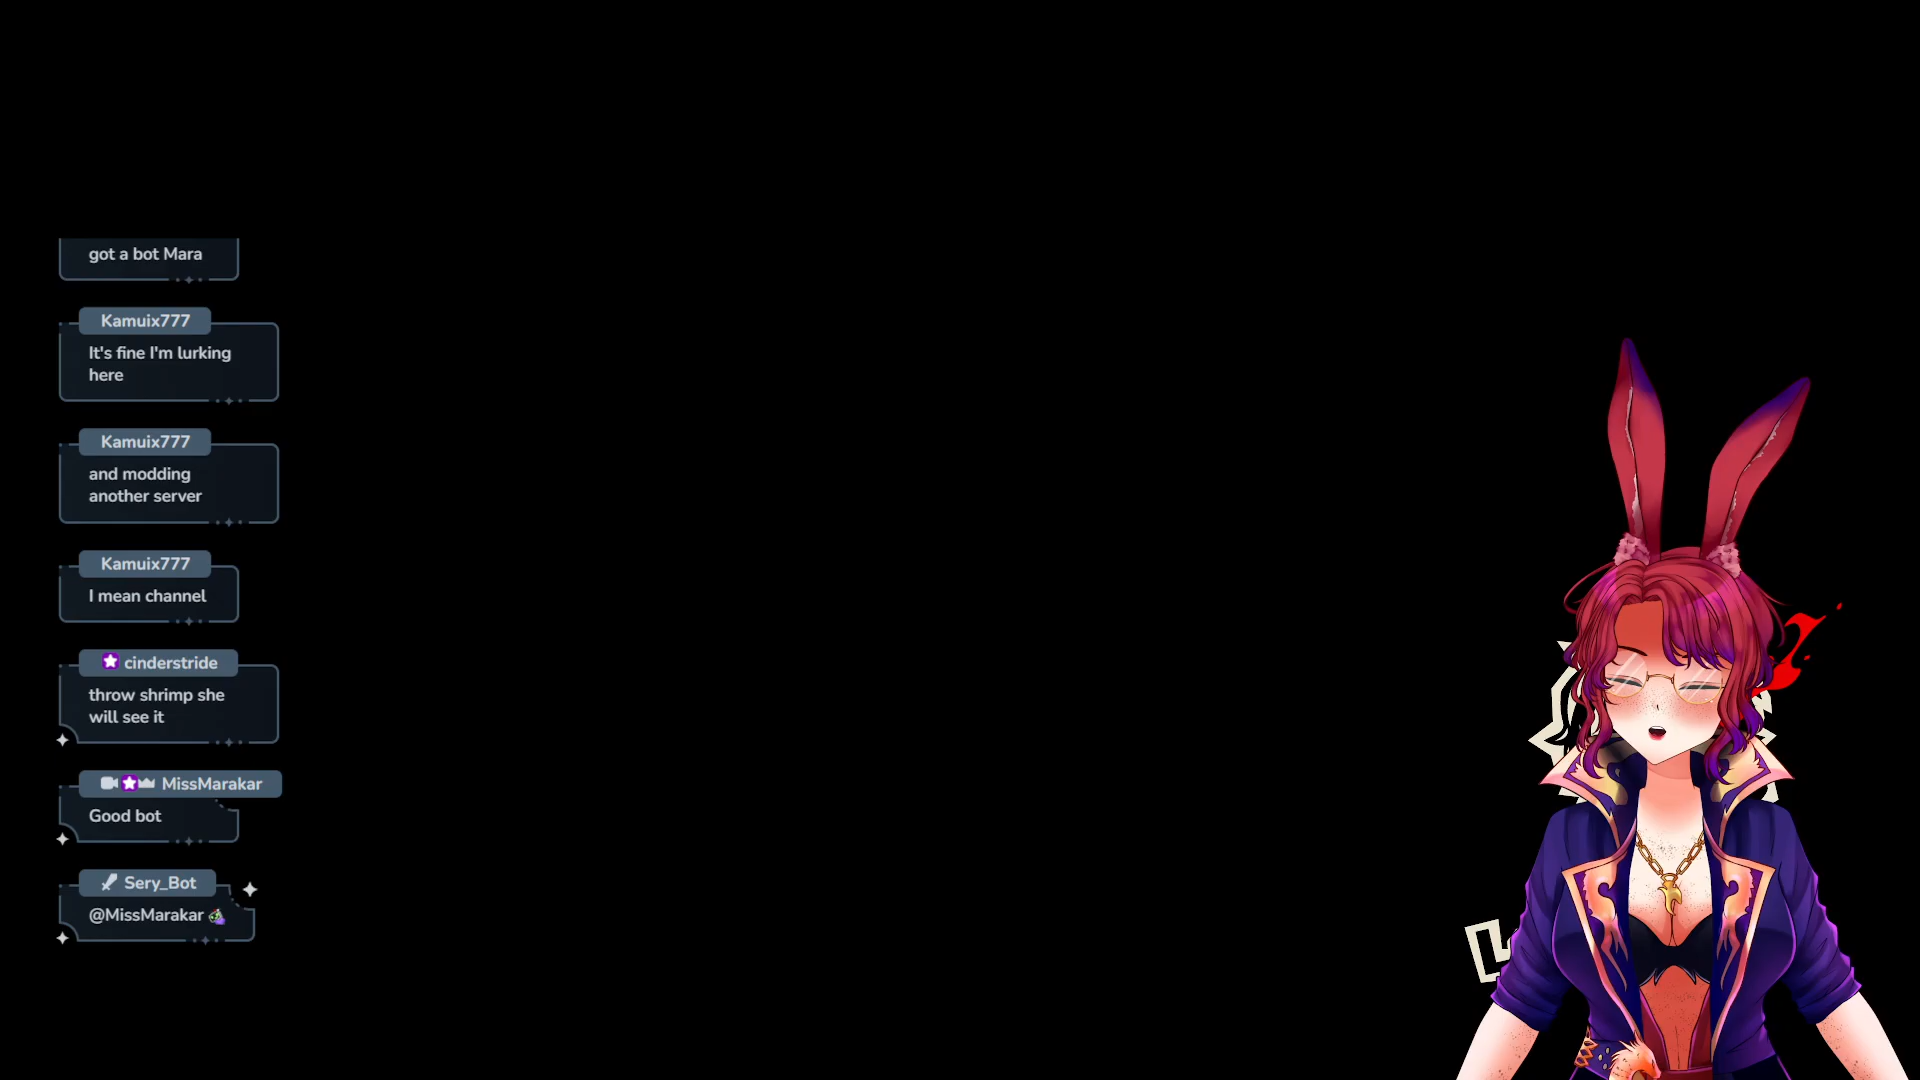 got a bot Mara
Kamuix777
It's fine I'm lurking
here
Kamuix777
and modding
another server
Kamuix777
I mean channel
cinderstride
throw shrimp she
will see it
MissMarakar
Good bot
Sery_Bot
@MissMarakar